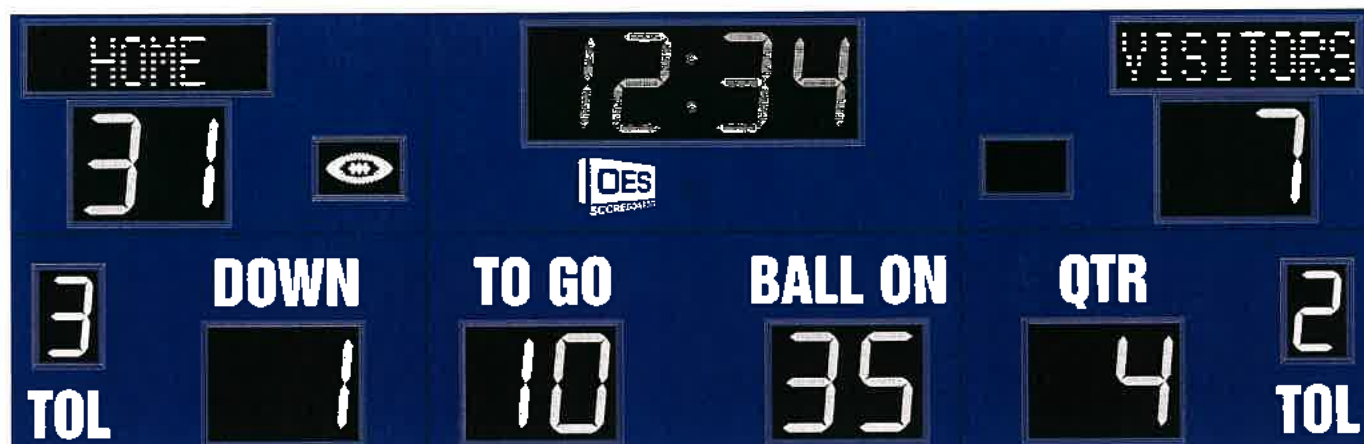 HOME 12:34 VISITORS
31 7
OES
SCOREBOARDS
DOWN TO GO BALL ON QTR
3 1 10 35 4 2
TOL TOL